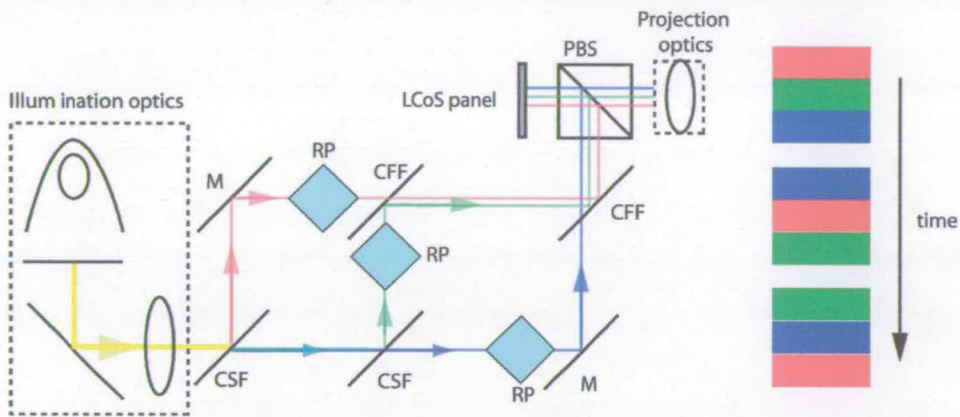 Projection
optics
PBS
LCoS panel
Illum ination optics
RP
CFF
M
CFF
RP
time
CSF
CSF
RP
M